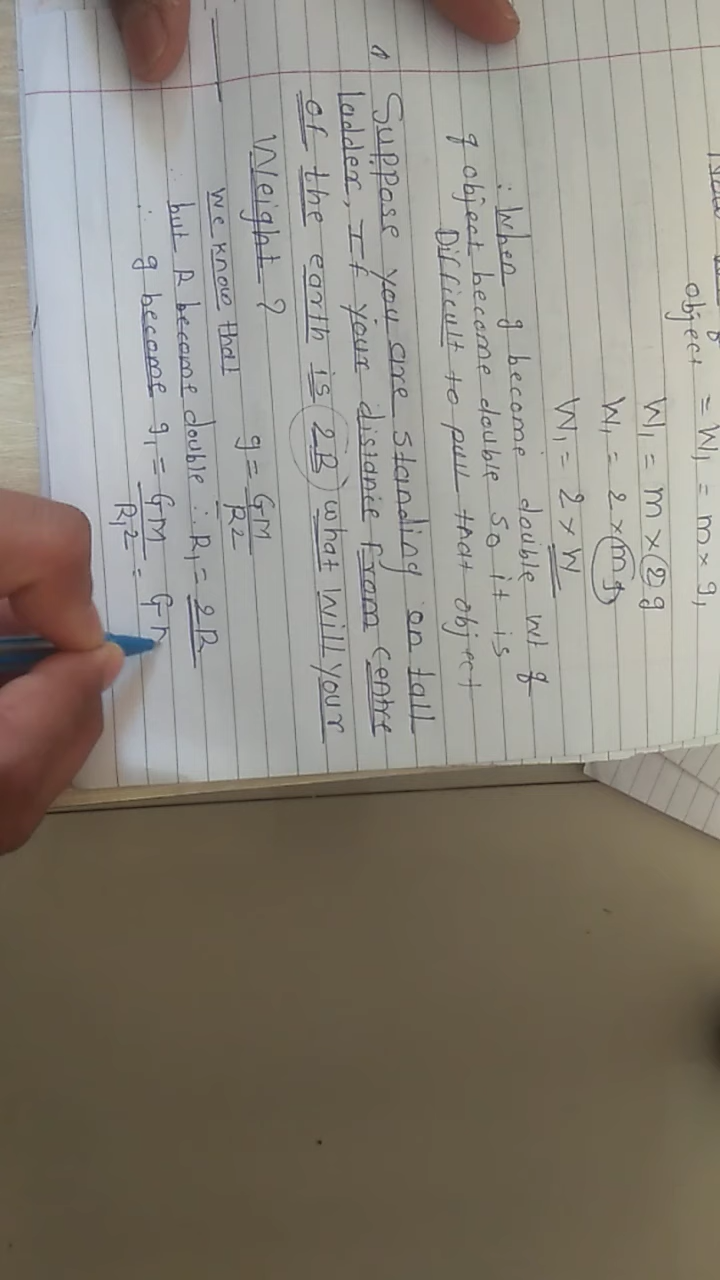 object = W₁ = m × g₁
W₁ = m × 2g
W₁ = 2 × mg
W₁ = 2 × W
∴ When g become double wt of
of object become double so it is
Difficult to pull that object
Suppose you are standing on tall
ladder, If your distance from centre
of the earth is 2R, what will your
Weight ?
we know that g = GM/R²
∴ but R become double ∴ R₁ = 2R
∴ g become g₁ = GM/R₁² = GM